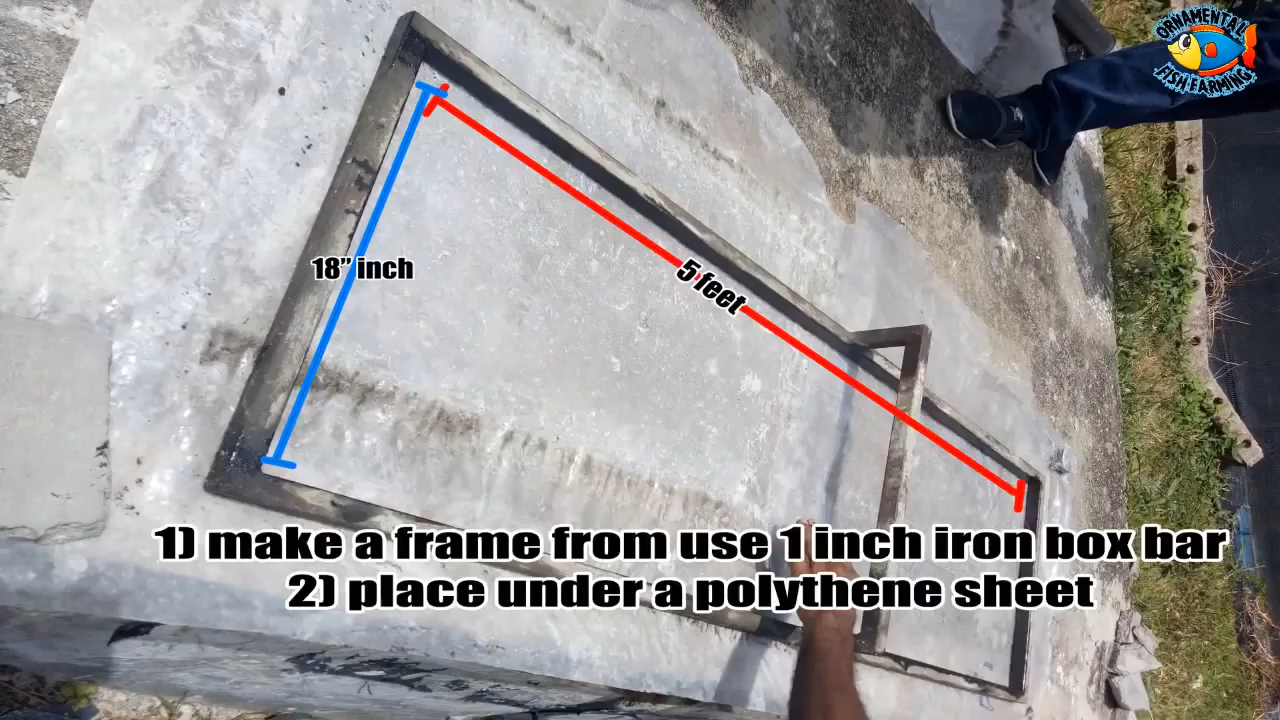 ORNAMENTAL
FISH FARMING
18” inch
5 feet
1) make a frame from use 1 inch iron box bar
2) place under a polythene sheet